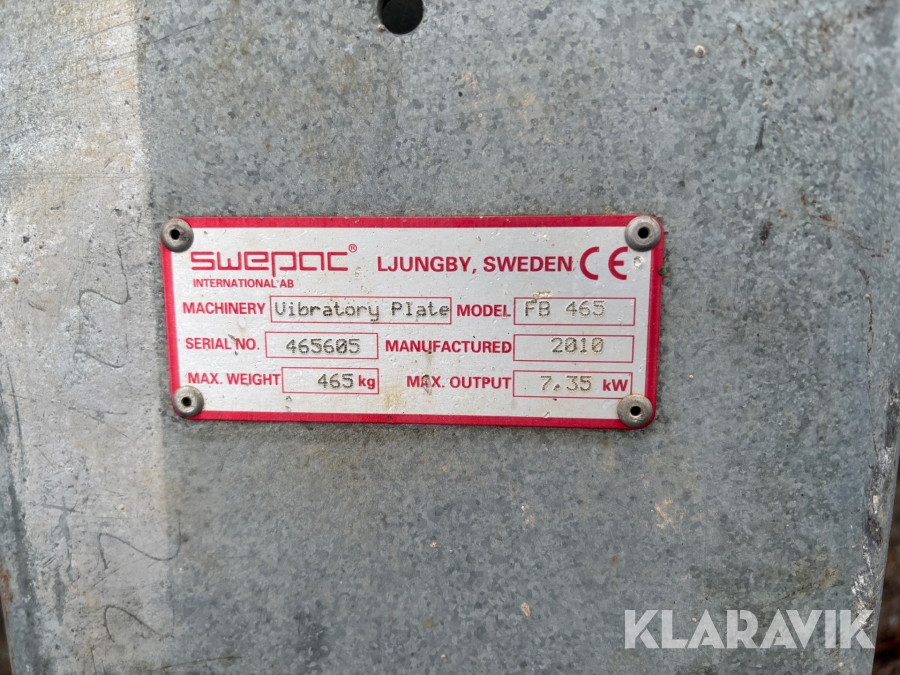 swepac® LJUNGBY, SWEDEN CE
INTERNATIONAL AB
MACHINERY Vibratory Plate MODEL FB 465
SERIAL NO. 465605 MANUFACTURED 2010
MAX. WEIGHT 465 kg MAX. OUTPUT 7.35 kW
KLARAVIK